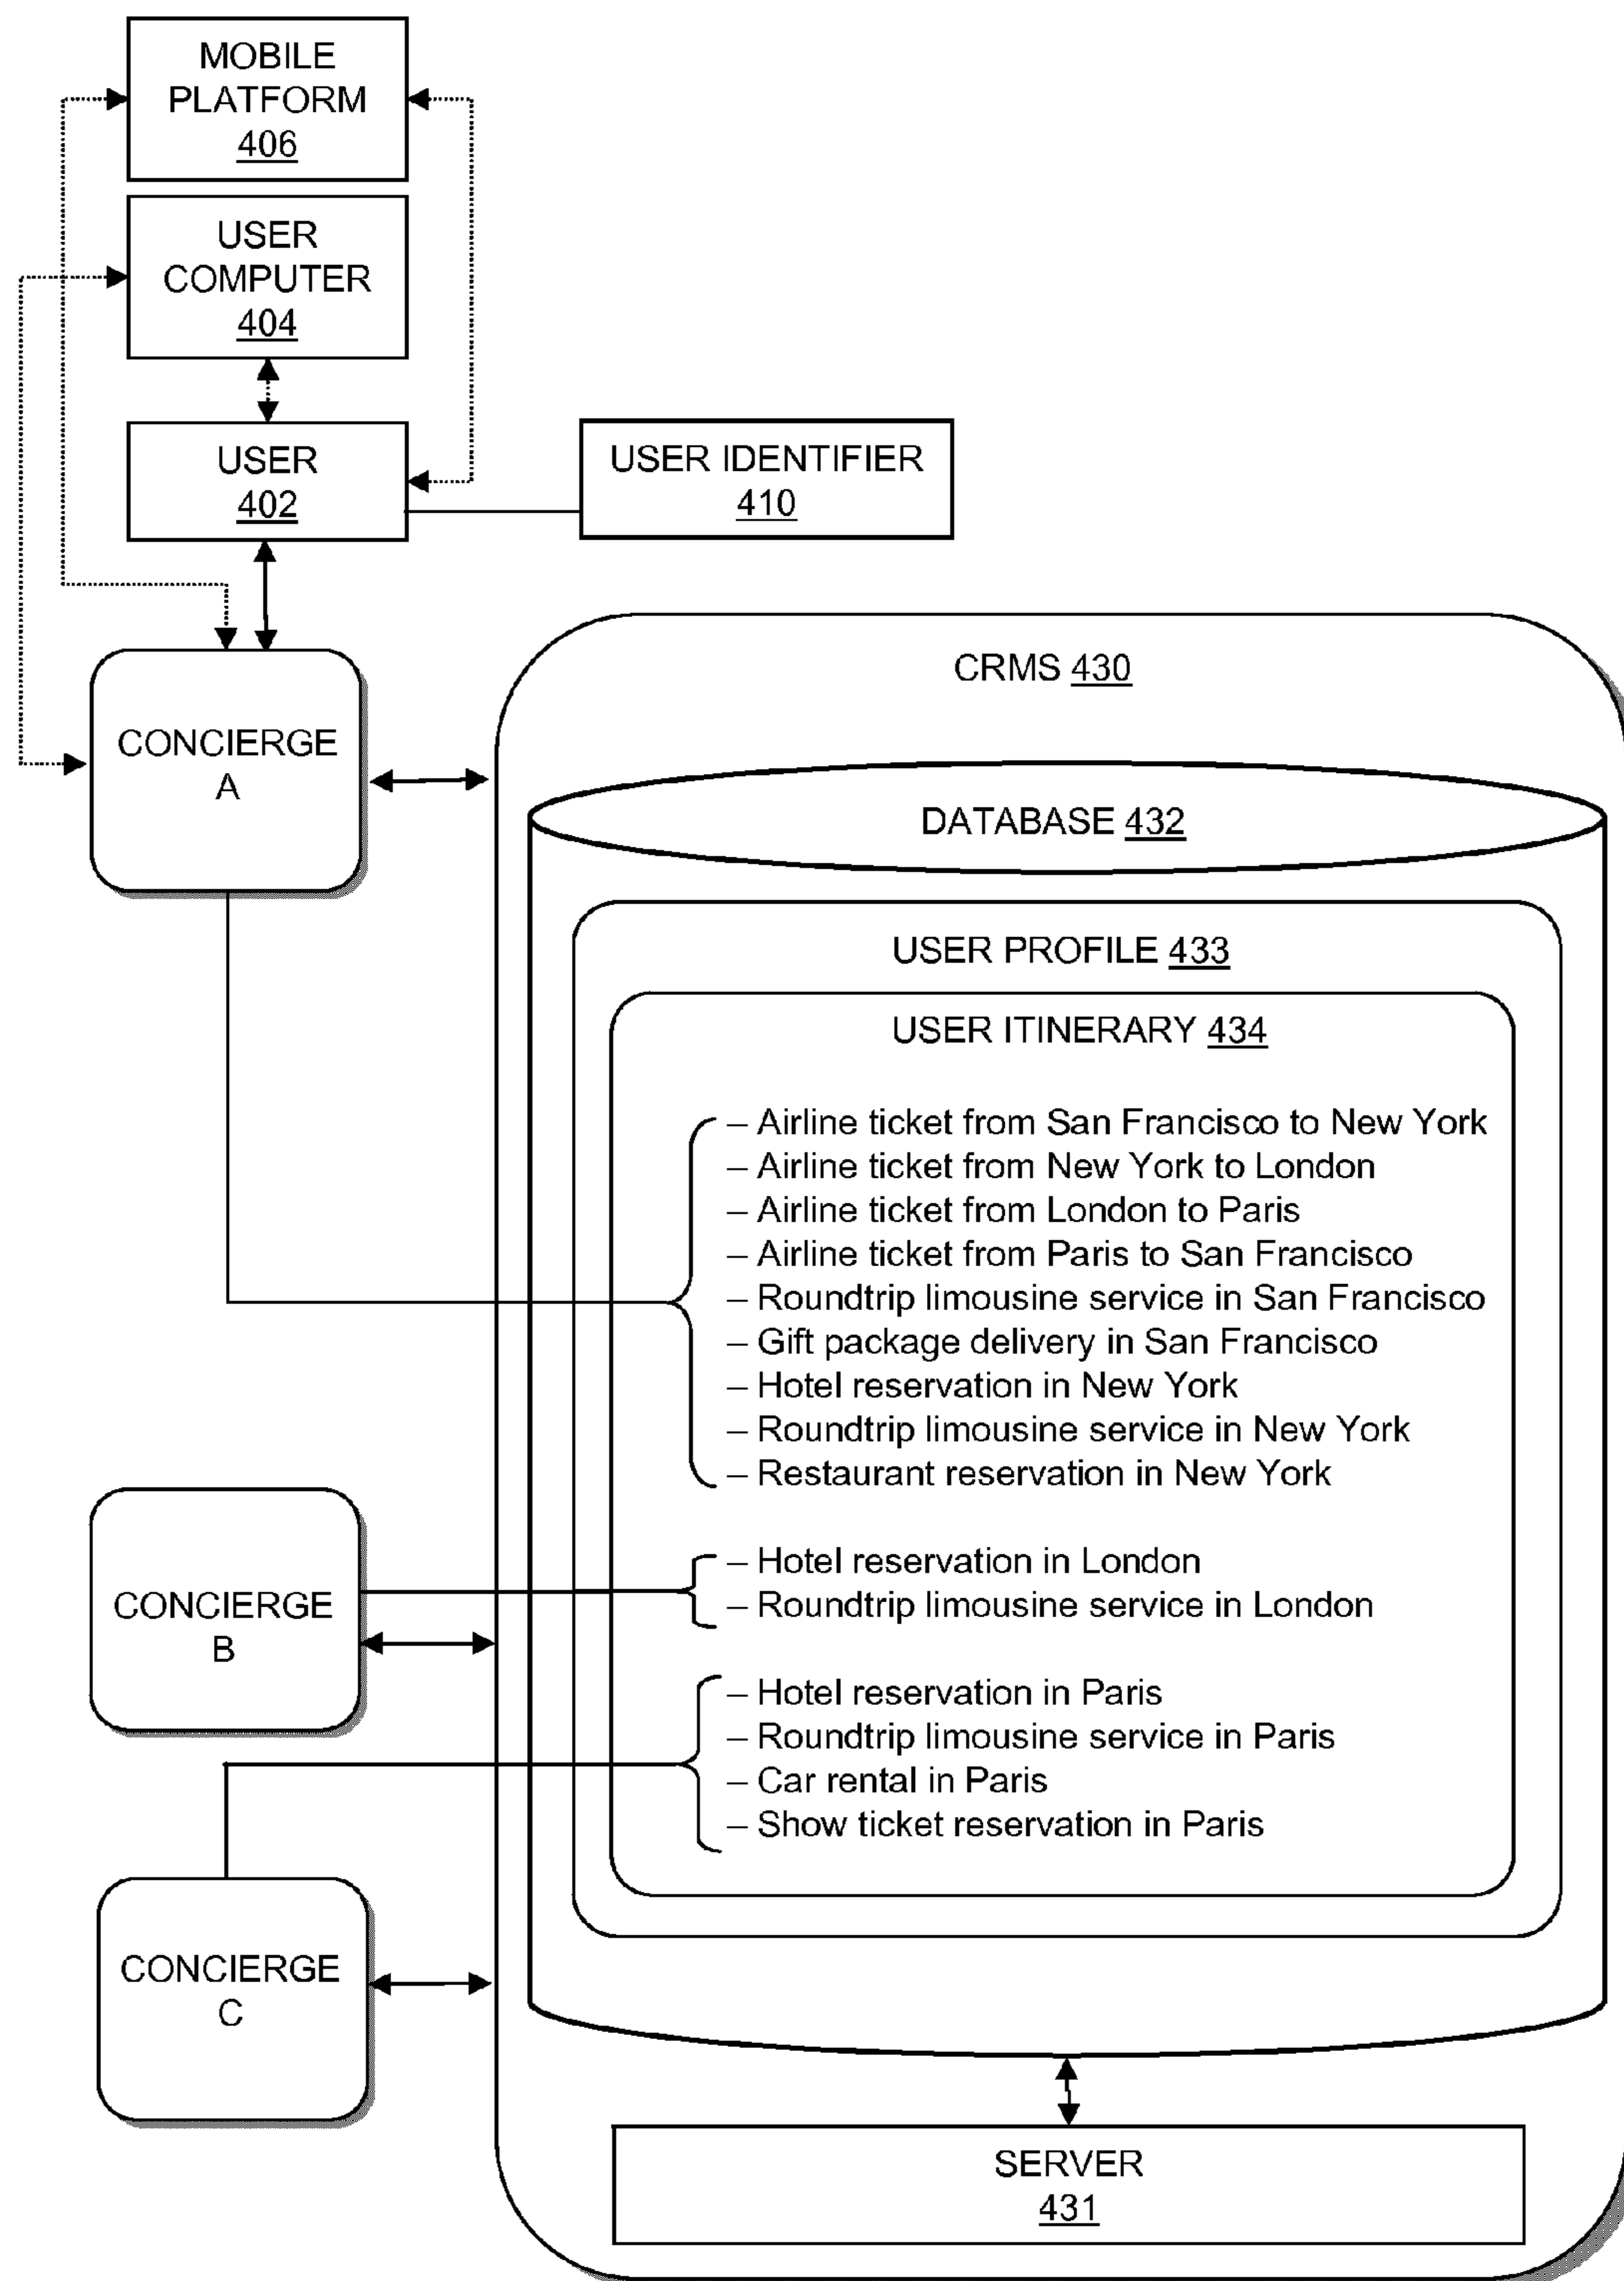 MOBILE
PLATFORM
406
USER
COMPUTER
404
USER
402
USER IDENTIFIER
410
CONCIERGE
A
CRMS 430
DATABASE 432
USER PROFILE 433
USER ITINERARY 434
– Airline ticket from San Francisco to New York
– Airline ticket from New York to London
– Airline ticket from London to Paris
– Airline ticket from Paris to San Francisco
– Roundtrip limousine service in San Francisco
– Gift package delivery in San Francisco
– Hotel reservation in New York
– Roundtrip limousine service in New York
– Restaurant reservation in New York
CONCIERGE
B
– Hotel reservation in London
– Roundtrip limousine service in London
– Hotel reservation in Paris
– Roundtrip limousine service in Paris
– Car rental in Paris
– Show ticket reservation in Paris
CONCIERGE
C
SERVER
431